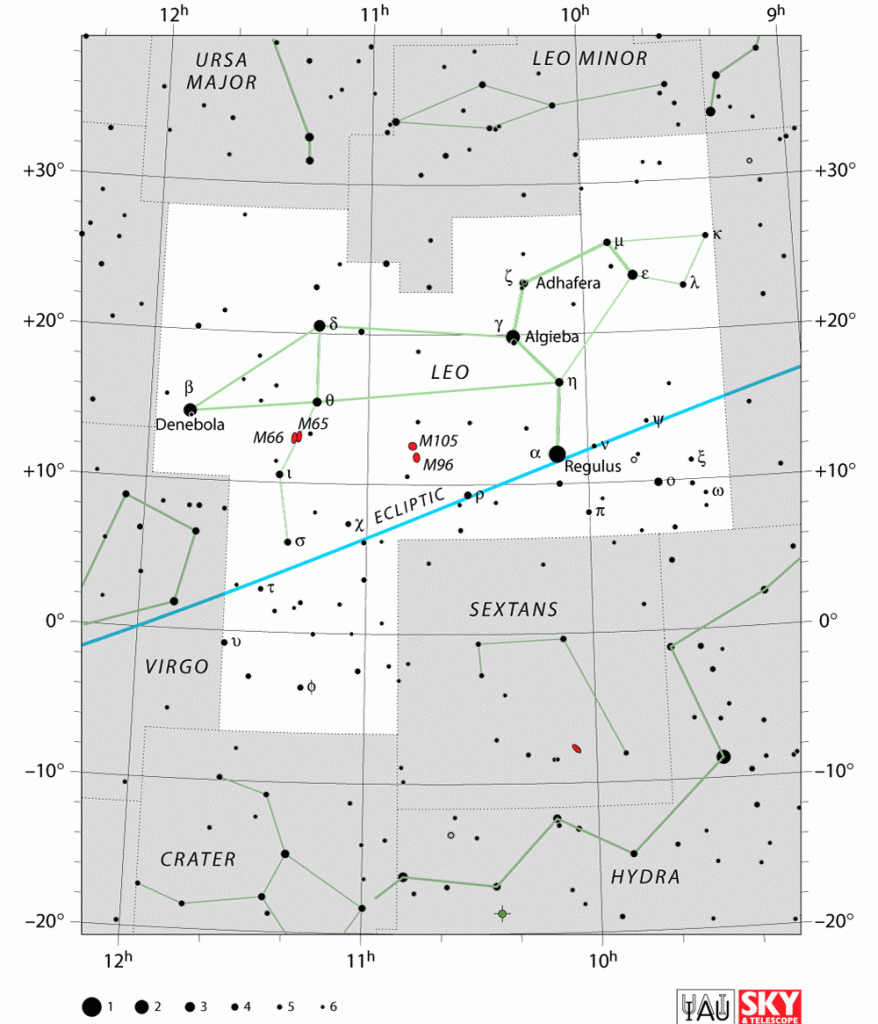 12h 11h 10h 9h
URSA
MAJOR
LEO MINOR
+30° +30°
κ
μ
ε
ζ Adhafera λ
+20° +20°
δ γ Algieba
LEO
β η
θ
Denebola
M66 M65 ψ
M105 α ν
M96 Regulus ξ
+10° +10°
ι ο
ω
ECLIPTIC ρ π
χ
σ
τ
SEXTANS
0° 0°
υ
VIRGO
φ
−10° −10°
CRATER
HYDRA
−20° −20°
12h 11h 10h
1 2 3 4 5 6
IAU
SKY
& TELESCOPE